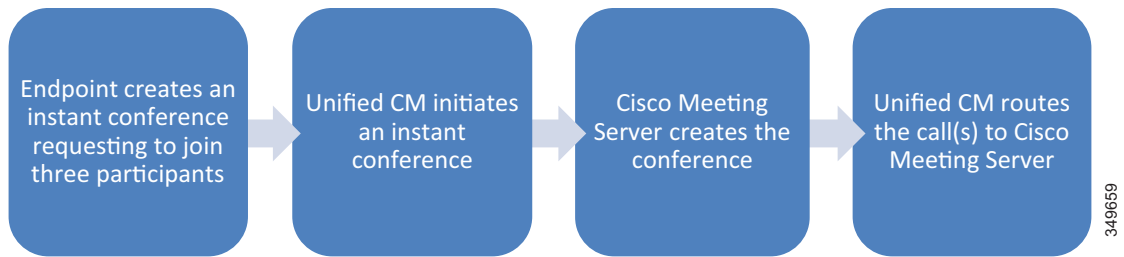 Endpoint creates an
instant conference
requesting to join
three participants
Unified CM initiates
an instant
conference
Cisco Meeting
Server creates the
conference
Unified CM routes
the call(s) to Cisco
Meeting Server
349659